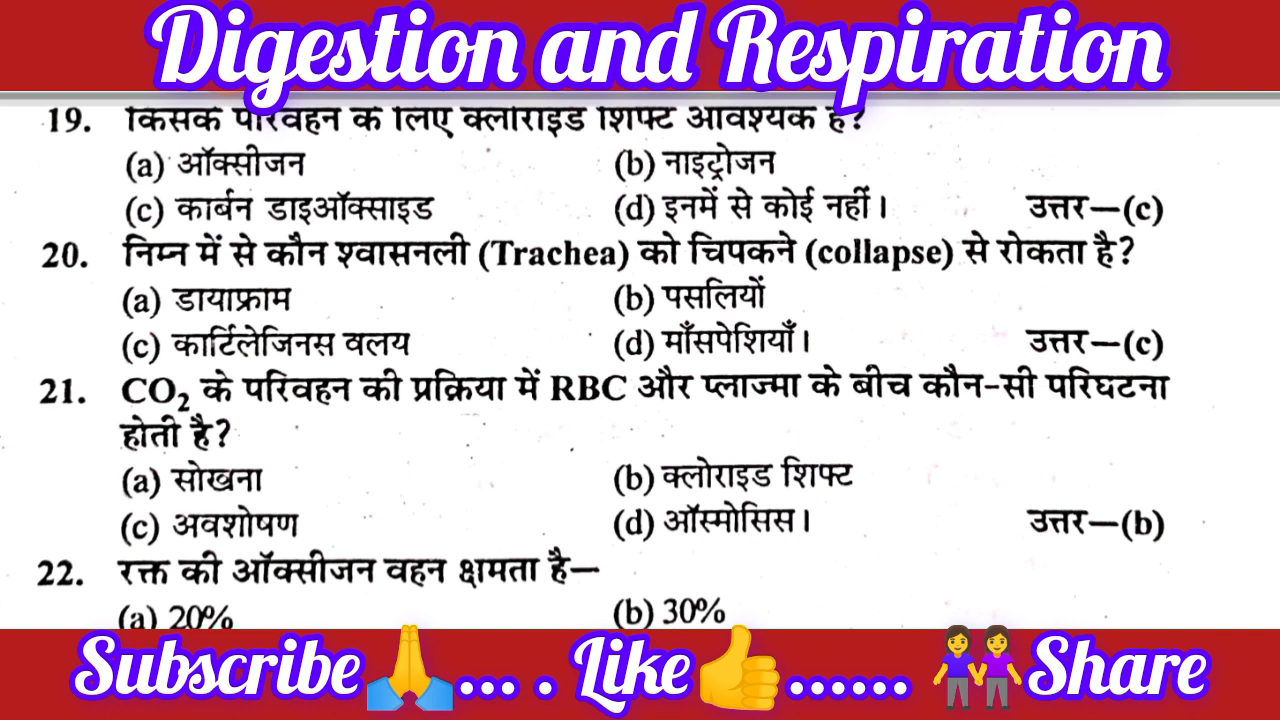 Digestion and Respiration
19. किसके परिवहन के लिए क्लोराइड शिफ्ट आवश्यक है?
(a) ऑक्सीजन (b) नाइट्रोजन
(c) कार्बन डाइऑक्साइड (d) इनमें से कोई नहीं। उत्तर—(c)
20. निम्न में से कौन श्वासनली (Trachea) को चिपकने (collapse) से रोकता है?
(a) डायाफ्राम (b) पसलियों
(c) कार्टिलेजिनस वलय (d) माँसपेशियाँ। उत्तर—(c)
21. CO₂ के परिवहन की प्रक्रिया में RBC और प्लाज्मा के बीच कौन-सी परिघटना
होती है?
(a) सोखना (b) क्लोराइड शिफ्ट
(c) अवशोषण (d) ऑस्मोसिस। उत्तर—(b)
22. रक्त की ऑक्सीजन वहन क्षमता है—
(a) 20% (b) 30%
Subscribe🙏... . Like👍...... 👭Share